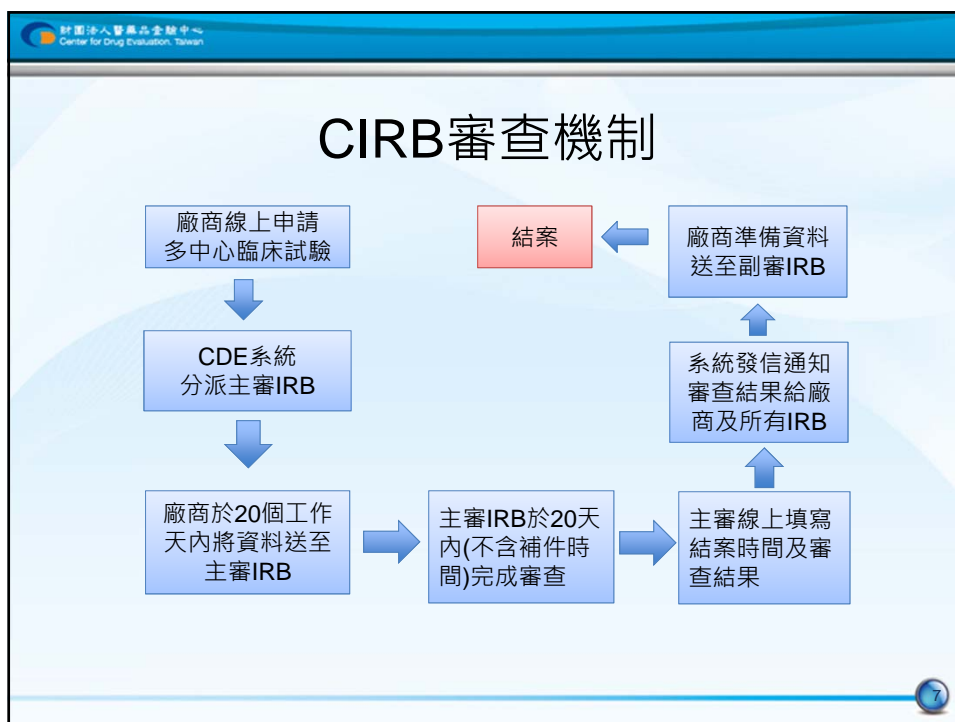 財團法人醫藥品查驗中心
Center for Drug Evaluation, Taiwan
CIRB審查機制
廠商線上申請
多中心臨床試驗
CDE系統
分派主審IRB
廠商於20個工作
天內將資料送至
主審IRB
主審IRB於20天
內(不含補件時
間)完成審查
主審線上填寫
結案時間及審
查結果
系統發信通知
審查結果給廠
商及所有IRB
廠商準備資料
送至副審IRB
結案
7